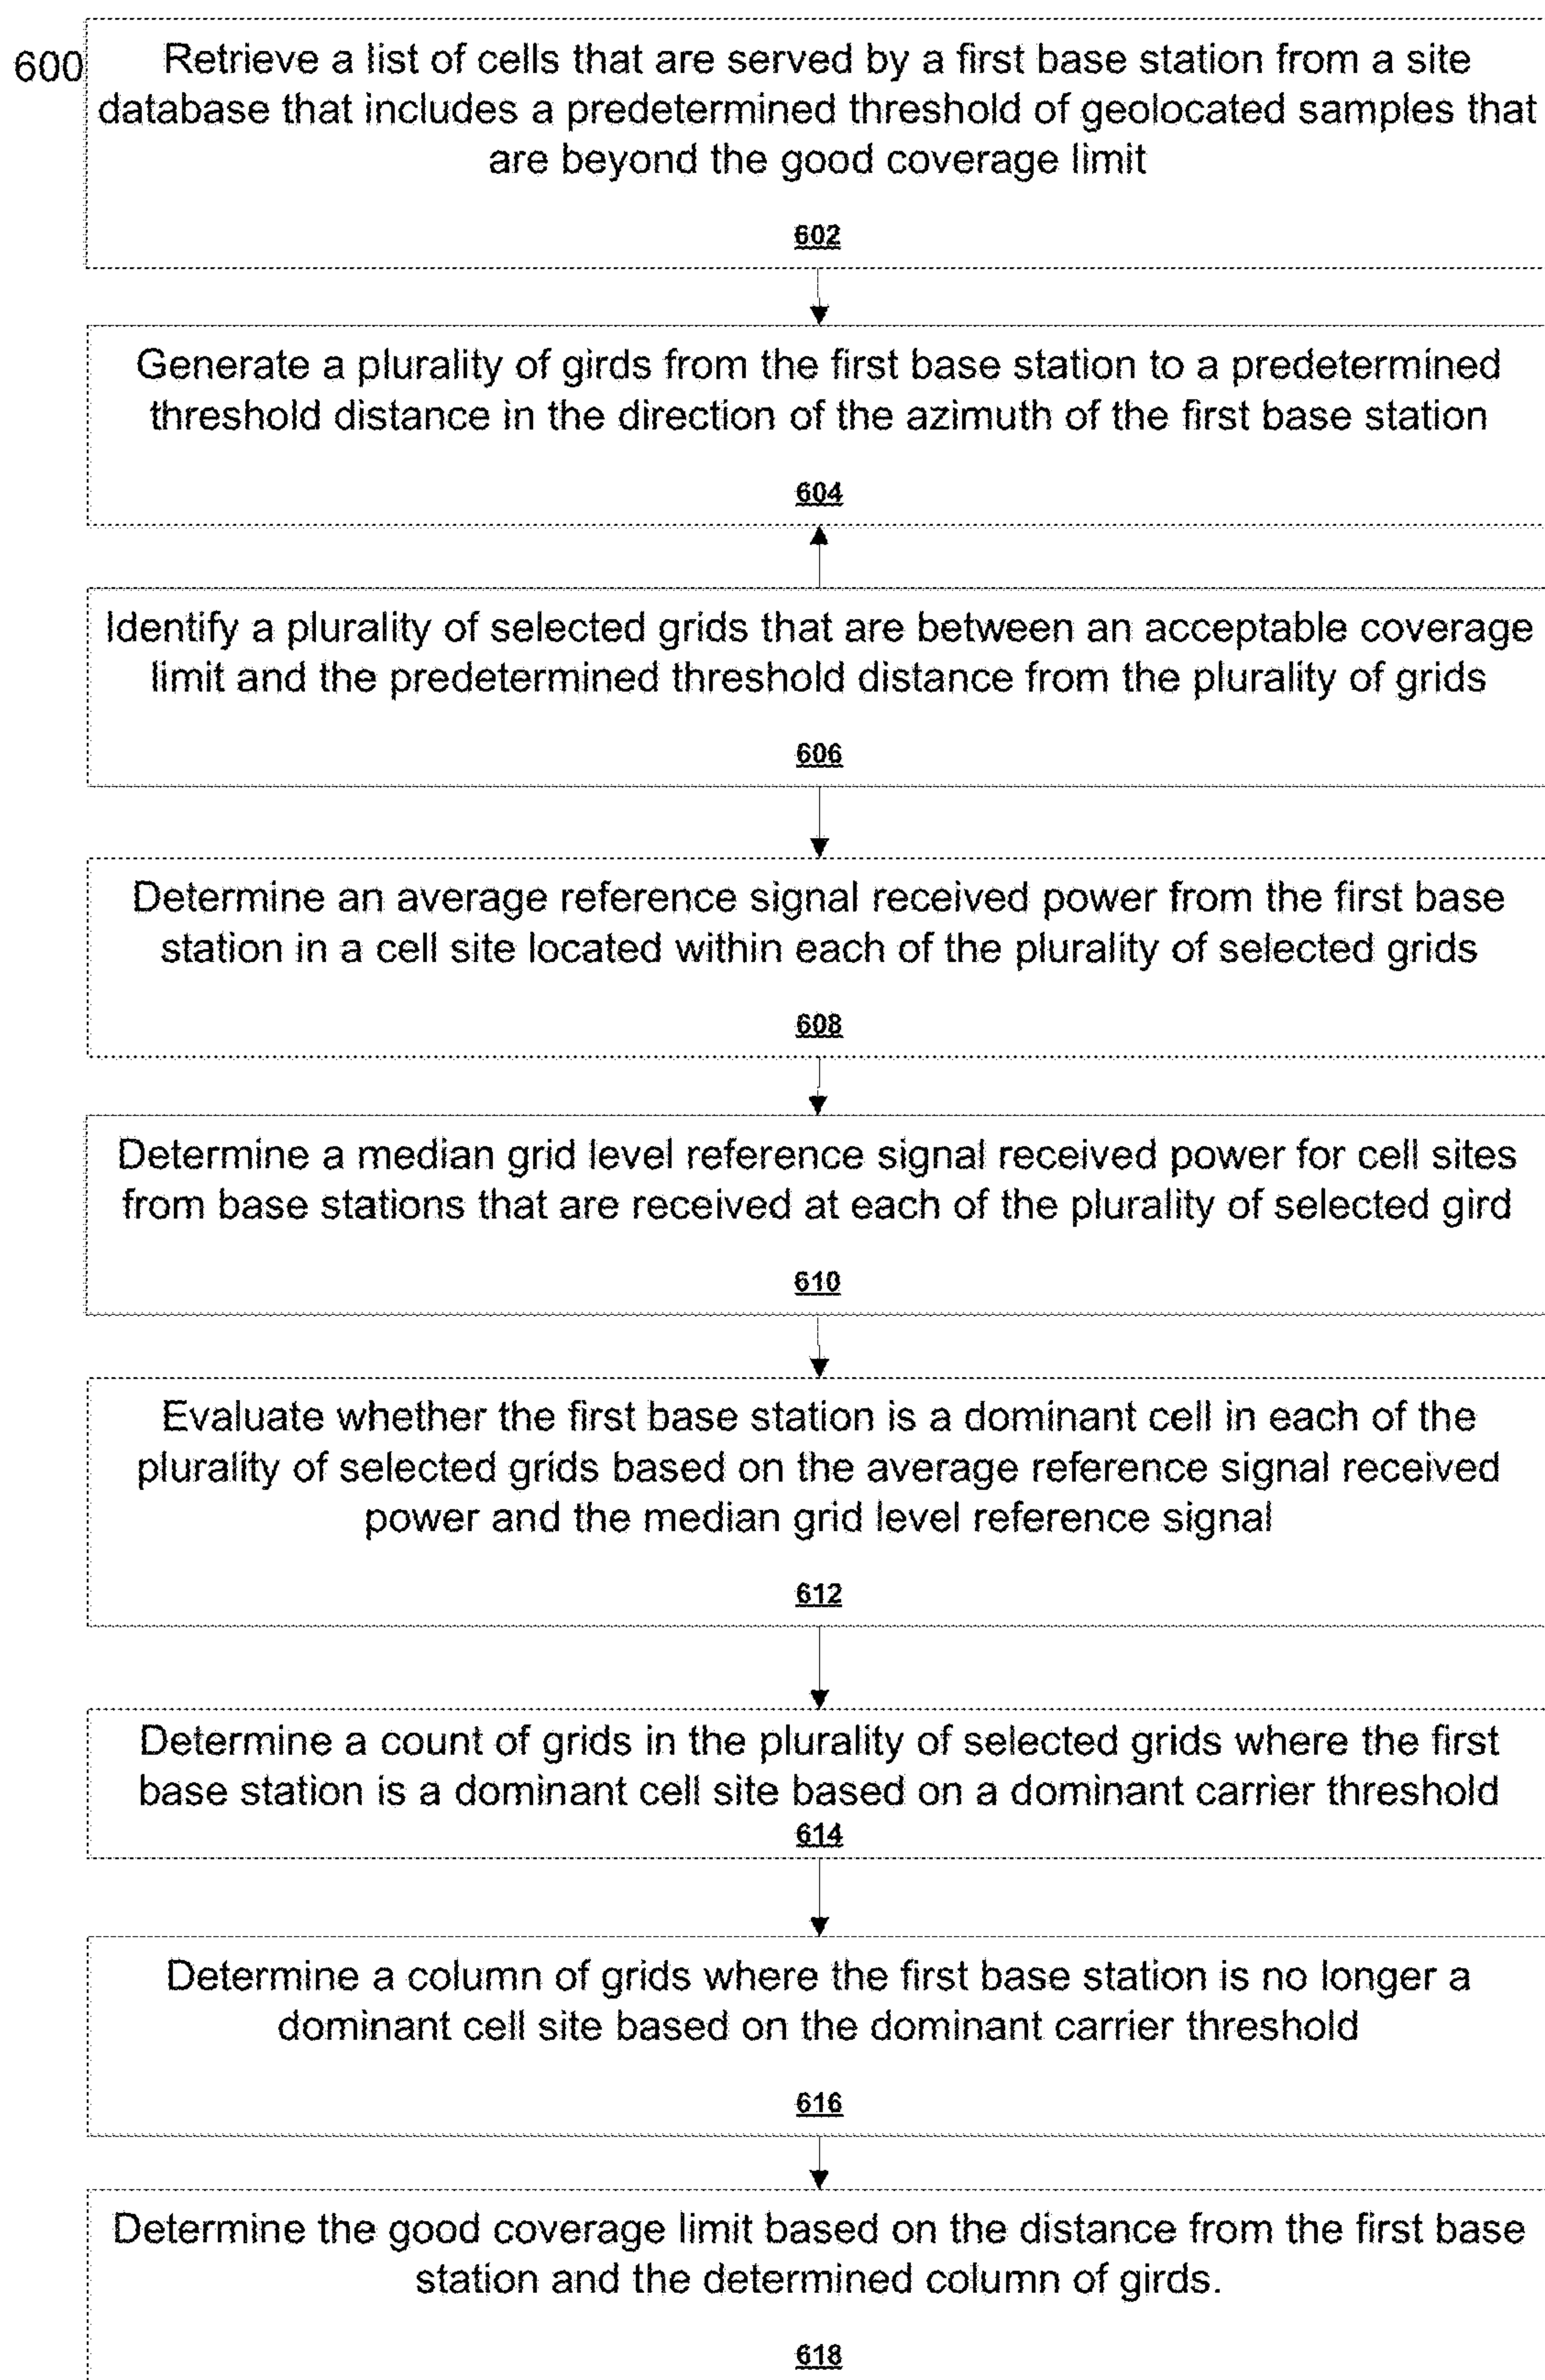 600
Retrieve a list of cells that are served by a first base station from a site
database that includes a predetermined threshold of geolocated samples that
are beyond the good coverage limit
602
Generate a plurality of girds from the first base station to a predetermined
threshold distance in the direction of the azimuth of the first base station
604
Identify a plurality of selected grids that are between an acceptable coverage
limit and the predetermined threshold distance from the plurality of grids
606
Determine an average reference signal received power from the first base
station in a cell site located within each of the plurality of selected grids
608
Determine a median grid level reference signal received power for cell sites
from base stations that are received at each of the plurality of selected gird
610
Evaluate whether the first base station is a dominant cell in each of the
plurality of selected grids based on the average reference signal received
power and the median grid level reference signal
612
Determine a count of grids in the plurality of selected grids where the first
base station is a dominant cell site based on a dominant carrier threshold
614
Determine a column of grids where the first base station is no longer a
dominant cell site based on the dominant carrier threshold
616
Determine the good coverage limit based on the distance from the first base
station and the determined column of girds.
618